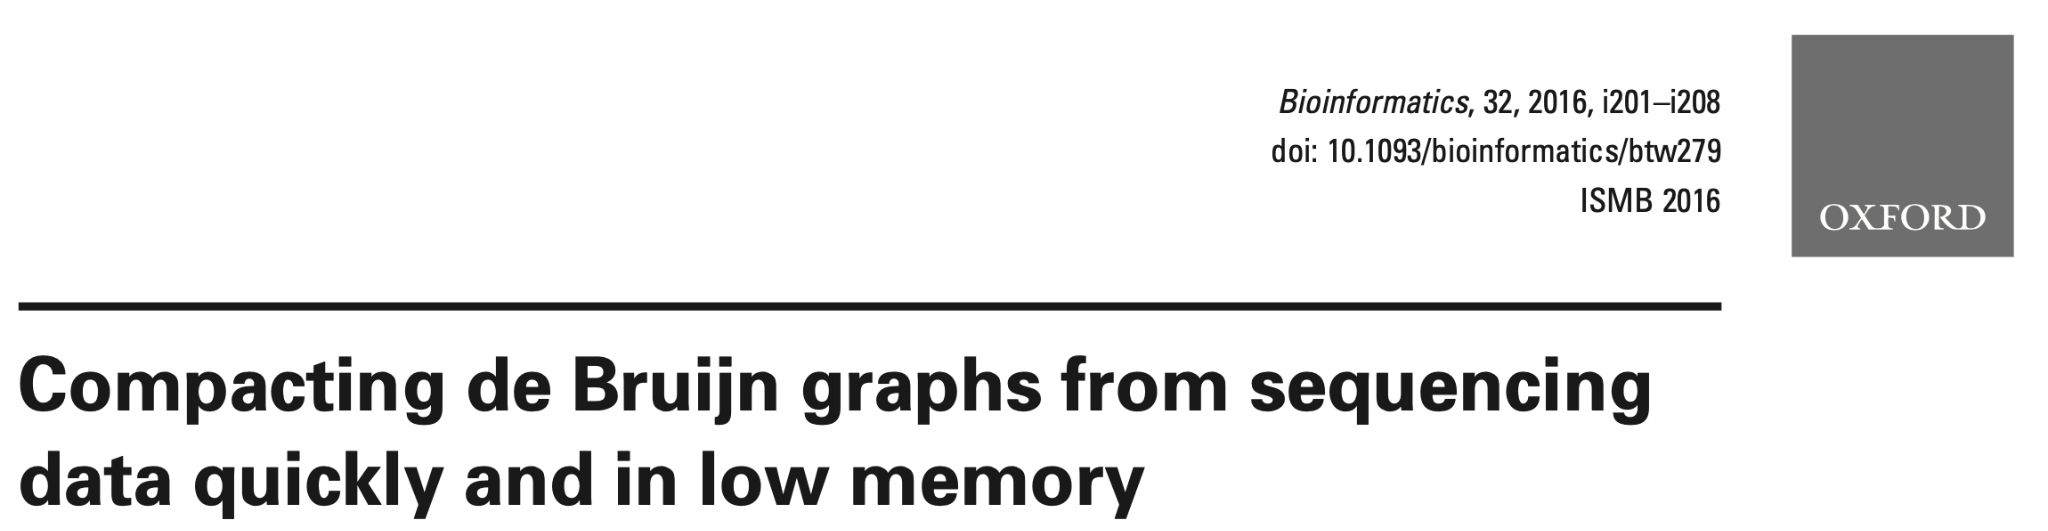 Bioinformatics, 32, 2016, i201–i208
doi: 10.1093/bioinformatics/btw279
ISMB 2016
OXFORD
Compacting de Bruijn graphs from sequencing
data quickly and in low memory